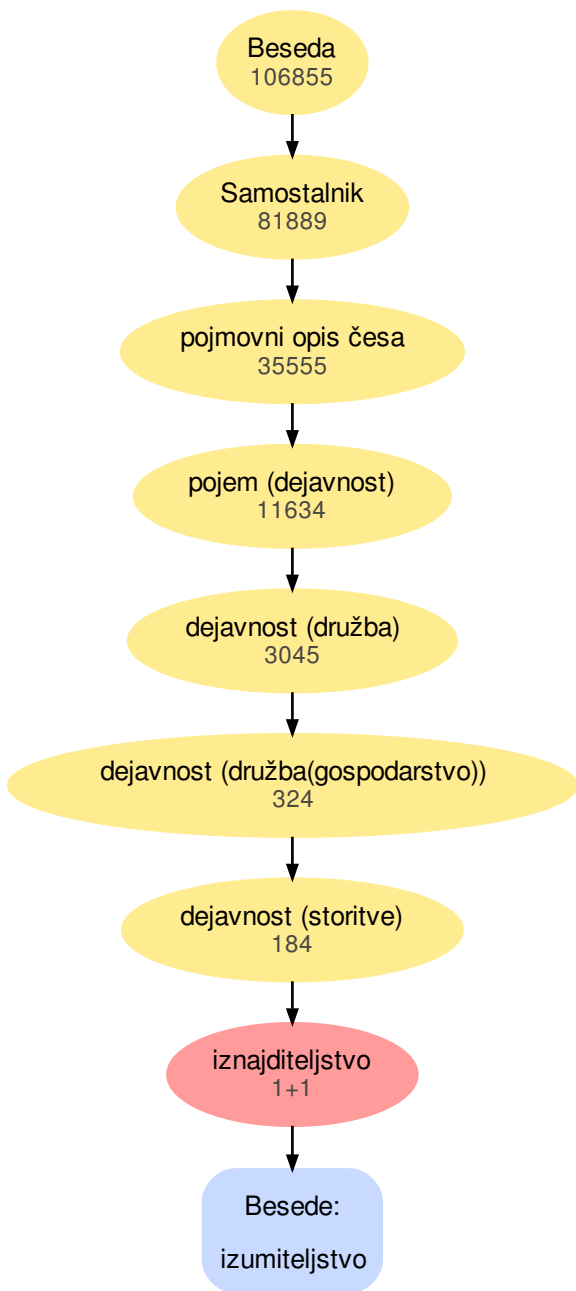 Beseda
106855
Samostalnik
81889
pojmovni opis česa
35555
pojem (dejavnost)
11634
dejavnost (družba)
3045
dejavnost (družba(gospodarstvo))
324
dejavnost (storitve)
184
iznajditeljstvo
1+1
Besede:
izumiteljstvo